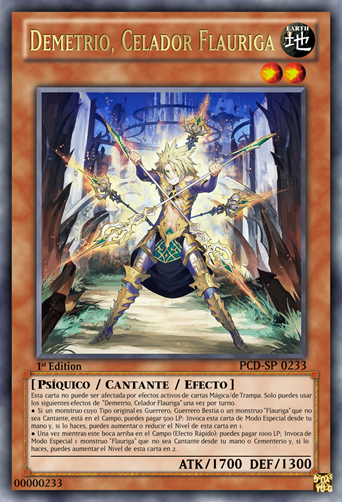 DEMETRIO, CELADOR FLAURIGA
EARTH
地
1st Edition
PCD-SP 0233
[ PSÍQUICO / CANTANTE / EFECTO ]
Esta carta no puede ser afectada por efectos activos de cartas Mágica/de Trampa. Solo puedes usar
los siguientes efectos de "Demetrio, Celador Flauriga" una vez por turno.
● Si un monstruo cuyo Tipo original es Guerrero, Guerrero Bestia o un Monstruo "Flauriga" que no
sea Cantante, está en el Campo, puedes pagar 900 LP: Invoca esta carta de Modo Especial desde tu
mano y, si lo haces, puedes aumentar o reducir el Nivel de esta carta en 1.
● Una vez mientras este boca arriba en el Campo (Efecto Rápido): puedes pagar 1000 LP; Invoca de
Modo Especial 1 monstruo "Flauriga" que no sea Cantante desde tu Mano o Cementerio, y si lo
haces, puedes aumentar el Nivel de esta carta en 2.
ATK/1700 DEF/1300
00000233